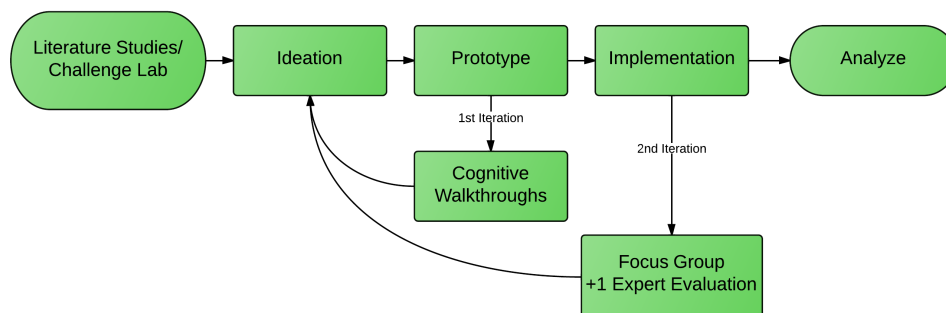 Literature Studies/
Challenge Lab
Ideation
Prototype
Implementation
Analyze
1st Iteration
2nd Iteration
Cognitive
Walkthroughs
Focus Group
+1 Expert Evaluation